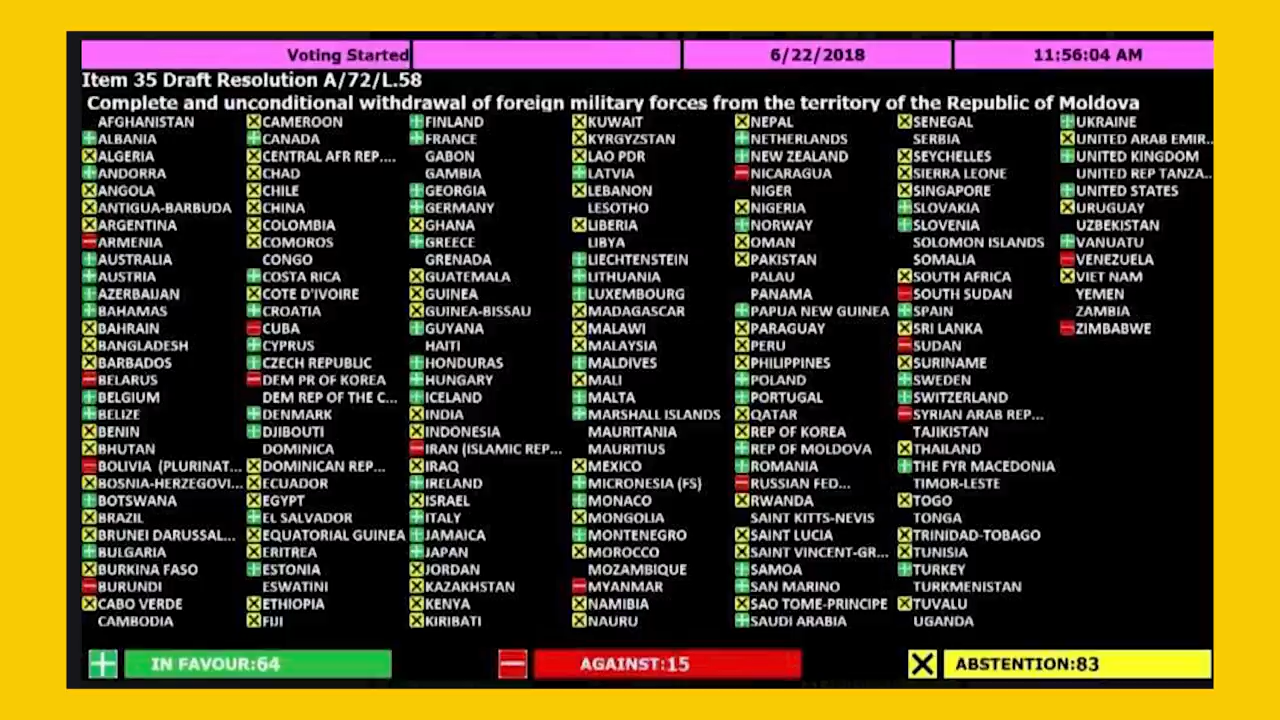 Voting Started 6/22/2018 11:56:04 AM
Item 35 Draft Resolution A/72/L.58
Complete and unconditional withdrawal of foreign military forces from the territory of the Republic of Moldova
AFGHANISTAN
ALBANIA
ALGERIA
ANDORRA
ANGOLA
ANTIGUA-BARBUDA
ARGENTINA
ARMENIA
AUSTRALIA
AUSTRIA
AZERBAIJAN
BAHAMAS
BAHRAIN
BANGLADESH
BARBADOS
BELARUS
BELGIUM
BELIZE
BENIN
BHUTAN
BOLIVIA (PLURINAT...
BOSNIA-HERZEGOVI...
BOTSWANA
BRAZIL
BRUNEI DARUSSAL...
BULGARIA
BURKINA FASO
BURUNDI
CABO VERDE
CAMBODIA
CAMEROON
CANADA
CENTRAL AFR REP....
CHAD
CHILE
CHINA
COLOMBIA
COMOROS
CONGO
COSTA RICA
COTE D'IVOIRE
CROATIA
CUBA
CYPRUS
CZECH REPUBLIC
DEM PR OF KOREA
DEM REP OF THE C...
DENMARK
DJIBOUTI
DOMINICA
DOMINICAN REP...
ECUADOR
EGYPT
EL SALVADOR
EQUATORIAL GUINEA
ERITREA
ESTONIA
ESWATINI
ETHIOPIA
FIJI
FINLAND
FRANCE
GABON
GAMBIA
GEORGIA
GERMANY
GHANA
GREECE
GRENADA
GUATEMALA
GUINEA
GUINEA-BISSAU
GUYANA
HAITI
HONDURAS
HUNGARY
ICELAND
INDIA
INDONESIA
IRAN (ISLAMIC REP...
IRAQ
IRELAND
ISRAEL
ITALY
JAMAICA
JAPAN
JORDAN
KAZAKHSTAN
KENYA
KIRIBATI
KUWAIT
KYRGYZSTAN
LAO PDR
LATVIA
LEBANON
LESOTHO
LIBERIA
LIBYA
LIECHTENSTEIN
LITHUANIA
LUXEMBOURG
MADAGASCAR
MALAWI
MALAYSIA
MALDIVES
MALI
MALTA
MARSHALL ISLANDS
MAURITANIA
MAURITIUS
MEXICO
MICRONESIA (FS)
MONACO
MONGOLIA
MONTENEGRO
MOROCCO
MOZAMBIQUE
MYANMAR
NAMIBIA
NAURU
NEPAL
NETHERLANDS
NEW ZEALAND
NICARAGUA
NIGER
NIGERIA
NORWAY
OMAN
PAKISTAN
PALAU
PANAMA
PAPUA NEW GUINEA
PARAGUAY
PERU
PHILIPPINES
POLAND
PORTUGAL
QATAR
REP OF KOREA
REP OF MOLDOVA
ROMANIA
RUSSIAN FED...
RWANDA
SAINT KITTS-NEVIS
SAINT LUCIA
SAINT VINCENT-GR...
SAMOA
SAN MARINO
SAO TOME-PRINCIPE
SAUDI ARABIA
SENEGAL
SERBIA
SEYCHELLES
SIERRA LEONE
SINGAPORE
SLOVAKIA
SLOVENIA
SOLOMON ISLANDS
SOMALIA
SOUTH AFRICA
SOUTH SUDAN
SPAIN
SRI LANKA
SUDAN
SURINAME
SWEDEN
SWITZERLAND
SYRIAN ARAB REP...
TAJIKISTAN
THAILAND
THE FYR MACEDONIA
TIMOR-LESTE
TOGO
TONGA
TRINIDAD-TOBAGO
TUNISIA
TURKEY
TURKMENISTAN
TUVALU
UGANDA
UKRAINE
UNITED ARAB EMIR..
UNITED KINGDOM
UNITED REP TANZA..
UNITED STATES
URUGUAY
UZBEKISTAN
VANUATU
VENEZUELA
VIET NAM
YEMEN
ZAMBIA
ZIMBABWE
IN FAVOUR:64 AGAINST:15 ABSTENTION:83